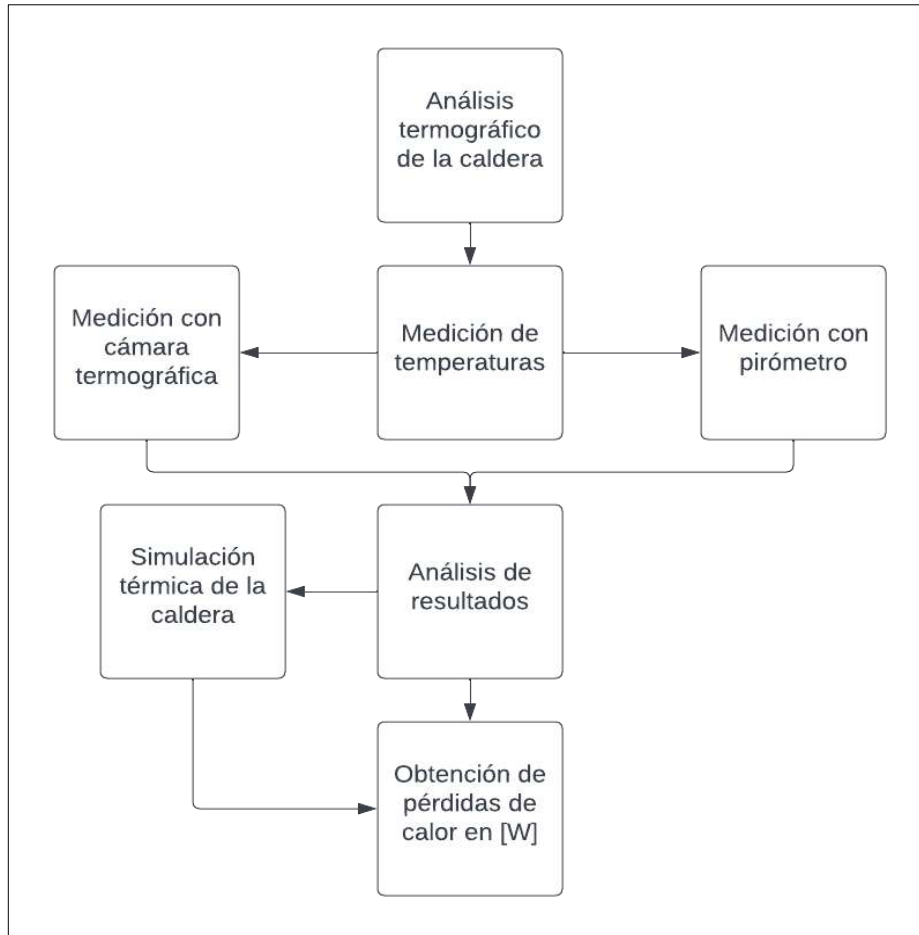 Análisis
termográfico
de la caldera
Medición con
cámara
termográfica
Medición de
temperaturas
Medición con
pirómetro
Simulación
térmica de la
caldera
Análisis de
resultados
Obtención de
pérdidas de
calor en [W]